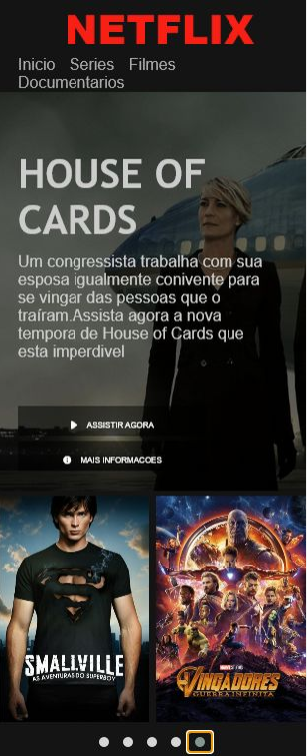 NETFLIX
Inicio Series Filmes
Documentarios
HOUSE OF
CARDS
Um congressista trabalha com sua
esposa igualmente conivente para
se vingar das pessoas que o
traíram.Assista agora a nova
tempora de House of Cards que
esta imperdivel
ASSISTIR AGORA
MAIS INFORMACOES
SMALLVILLE
AS AVENTURAS DO SUPERBOY
MARVEL STUDIOS
VINGADORES
GUERRA INFINITA